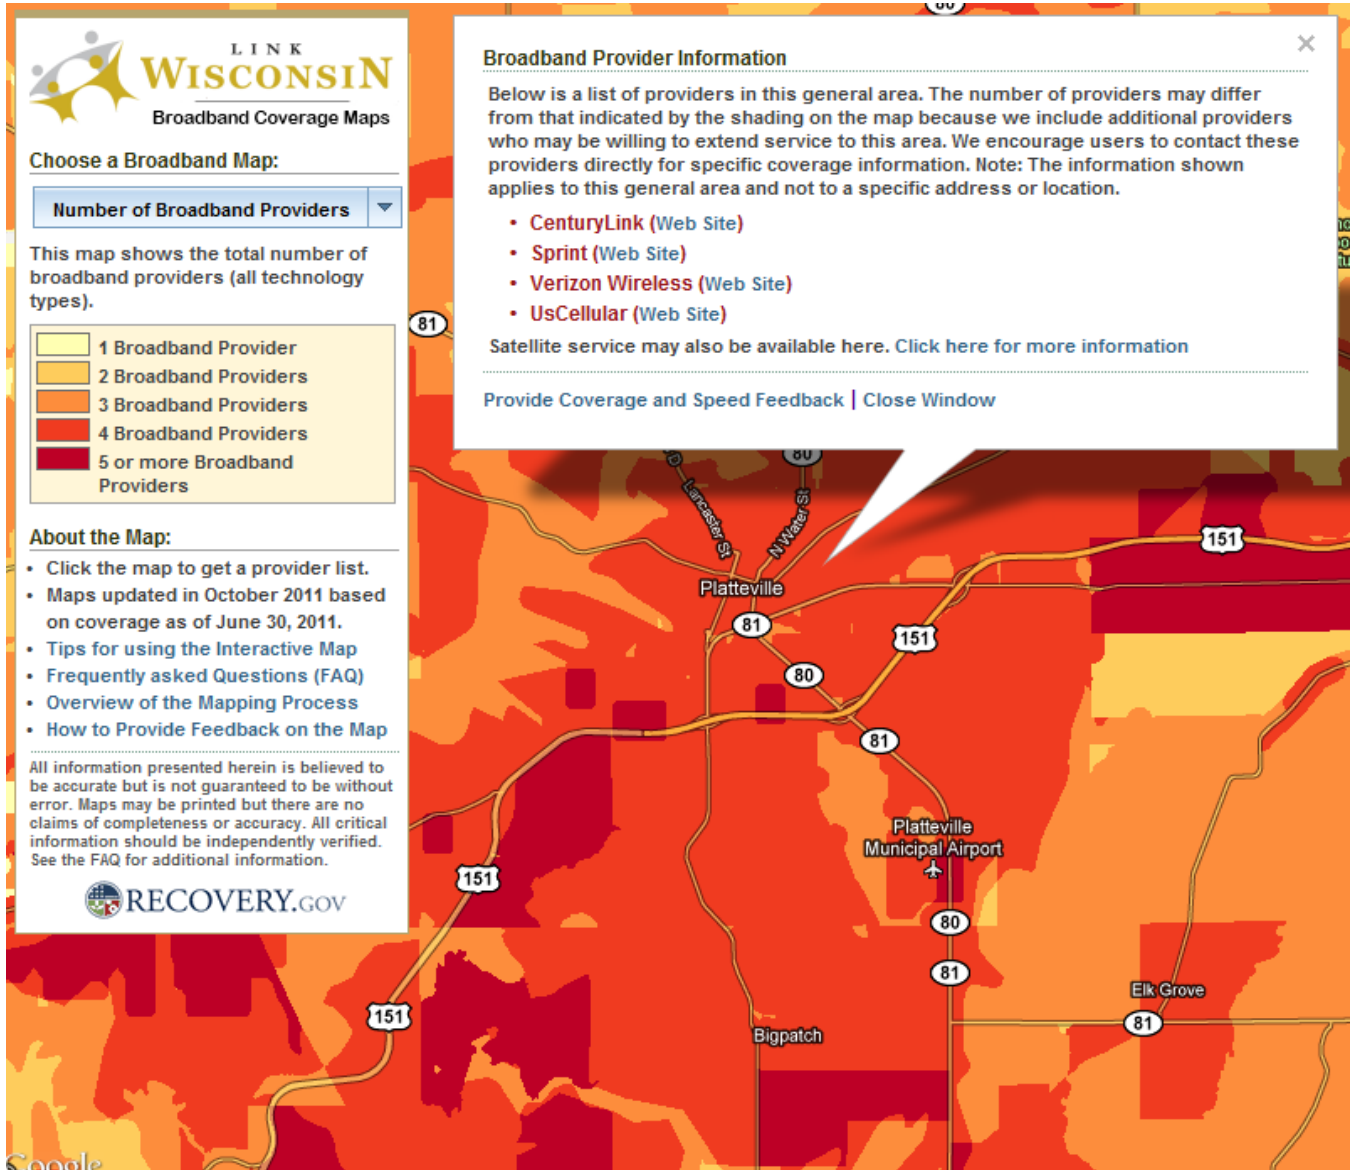 LINK
WISCONSIN
Broadband Coverage Maps
Choose a Broadband Map:
Number of Broadband Providers
This map shows the total number of
broadband providers (all technology
types).
1 Broadband Provider
2 Broadband Providers
3 Broadband Providers
4 Broadband Providers
5 or more Broadband
Providers
About the Map:
• Click the map to get a provider list.
• Maps updated in October 2011 based
on coverage as of June 30, 2011.
• Tips for using the Interactive Map
• Frequently asked Questions (FAQ)
• Overview of the Mapping Process
• How to Provide Feedback on the Map
All information presented herein is believed to
be accurate but is not guaranteed to be without
error. Maps may be printed but there are no
claims of completeness or accuracy. All critical
information should be independently verified.
See the FAQ for additional information.
RECOVERY.GOV
Broadband Provider Information
×
Below is a list of providers in this general area. The number of providers may differ
from that indicated by the shading on the map because we include additional providers
who may be willing to extend service to this area. We encourage users to contact these
providers directly for specific coverage information. Note: The information shown
applies to this general area and not to a specific address or location.
• CenturyLink (Web Site)
• Sprint (Web Site)
• Verizon Wireless (Web Site)
• UsCellular (Web Site)
Satellite service may also be available here. Click here for more information
Provide Coverage and Speed Feedback | Close Window
81
80
Lancaster St
N Water St
151
Platteville
81
151
80
81
Platteville
Municipal Airport
151
80
81
Elk Grove
151
81
Bigpatch
Google